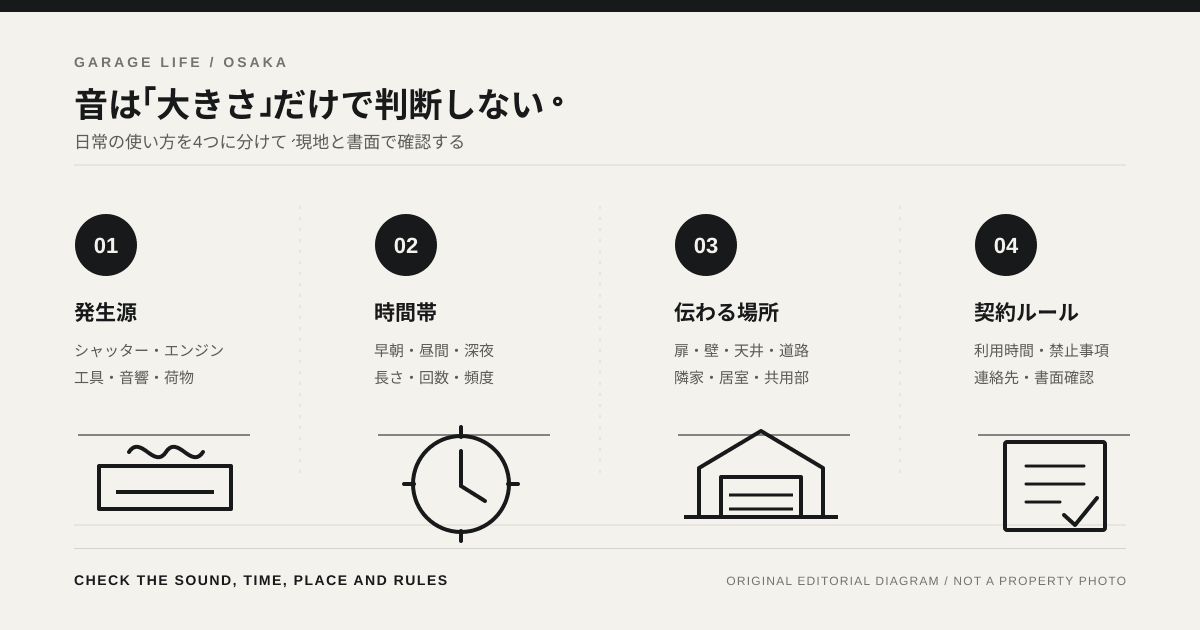 GARAGE LIFE / OSAKA
音は「大きさ」だけで判断しない。
日常の使い方を4つに分けて、現地と書面で確認する
01
発生源
シャッター・エンジン
工具・音響・荷物
02
時間帯
早朝・昼間・深夜
長さ・回数・頻度
03
伝わる場所
扉・壁・天井・道路
隣家・居室・共用部
04
契約ルール
利用時間・禁止事項
連絡先・書面確認
CHECK THE SOUND, TIME, PLACE AND RULES
ORIGINAL EDITORIAL DIAGRAM / NOT A PROPERTY PHOTO